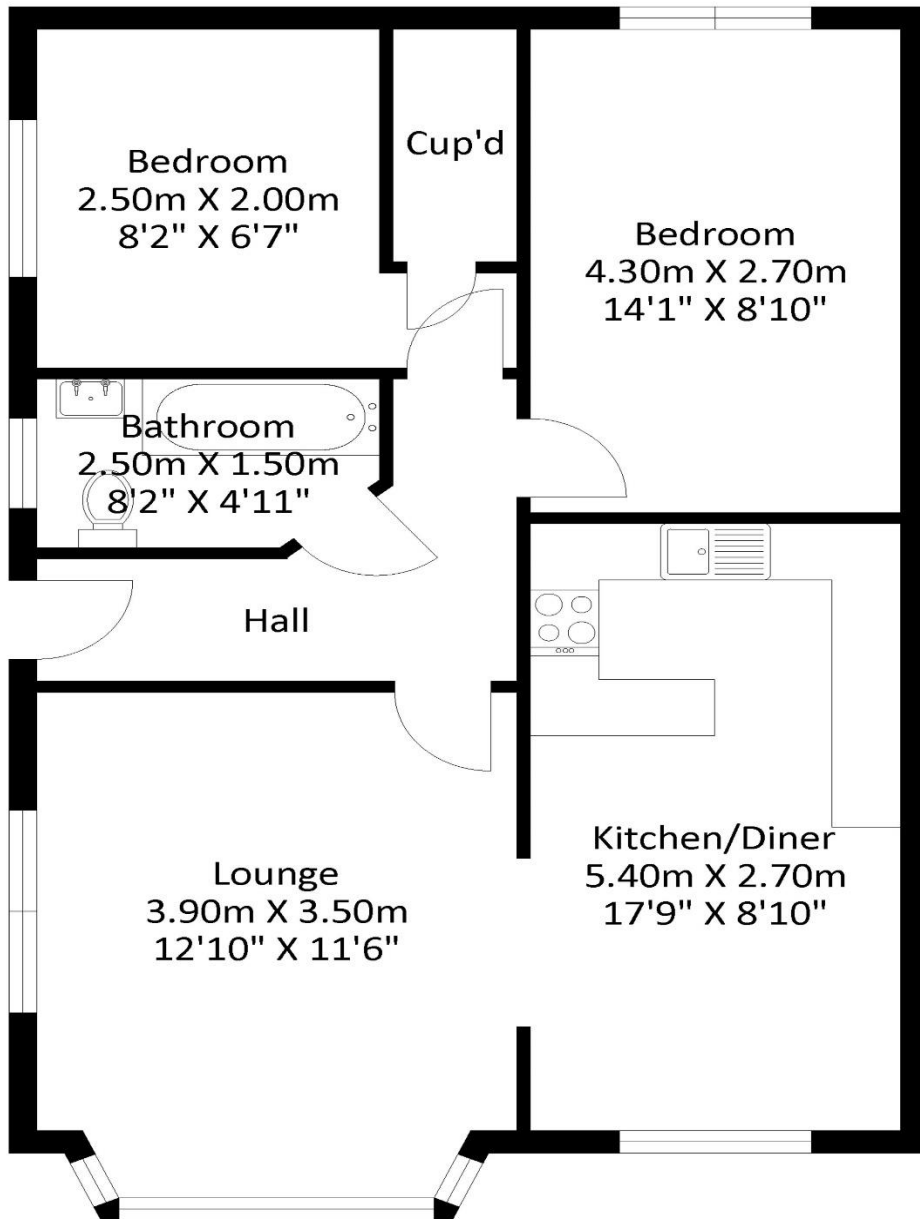 Bedroom
2.50m X 2.00m
8'2" X 6'7"
Cup'd
Bedroom
4.30m X 2.70m
14'1" X 8'10"
Bathroom
2.50m X 1.50m
8'2" X 4'11"
Hall
Lounge
3.90m X 3.50m
12'10" X 11'6"
Kitchen/Diner
5.40m X 2.70m
17'9" X 8'10"